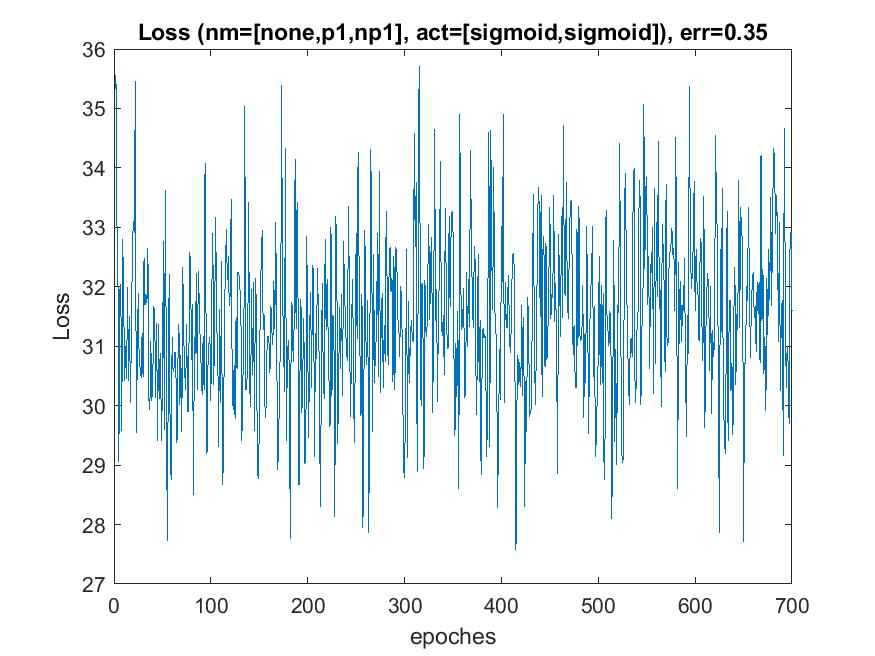 Loss (nm=[none,p1,np1], act=[sigmoid,sigmoid]), err=0.35
36
35
34
33
32
31
30
29
28
27
Loss
0 100 200 300 400 500 600 700
epoches